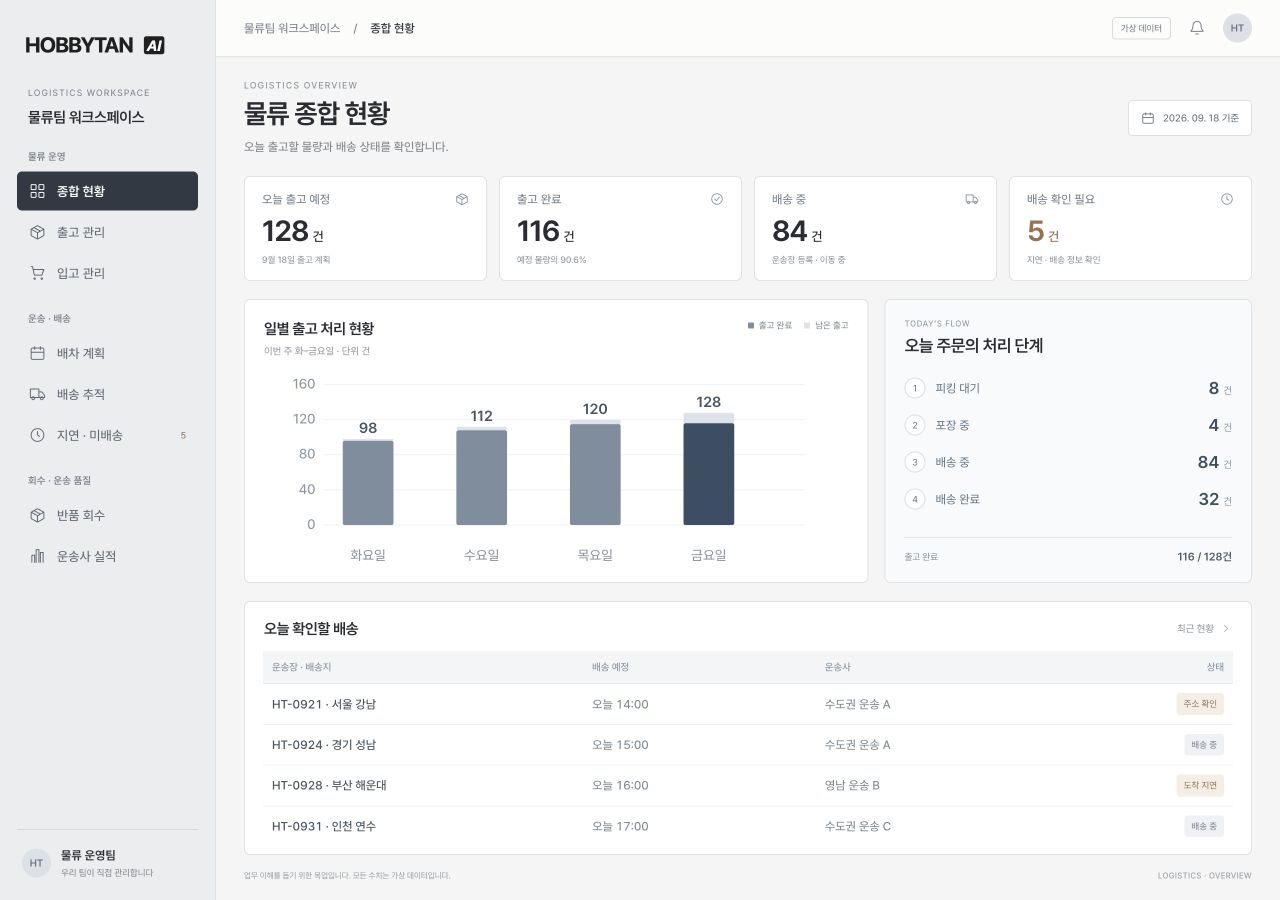 HOBBYTAN AI
LOGISTICS WORKSPACE
물류팀 워크스페이스
물류 운영
종합 현황
출고 관리
입고 관리
운송 · 배송
배차 계획
배송 추적
지연 · 미배송 5
회수 · 운송 품질
반품 회수
운송사 실적
HT 물류 운영팀
우리 팀이 직접 관리합니다
물류팀 워크스페이스 / 종합 현황
가상 데이터
HT
LOGISTICS OVERVIEW
물류 종합 현황
오늘 출고할 물량과 배송 상태를 확인합니다.
2026. 09. 18 기준
오늘 출고 예정
128 건
9월 18일 출고 계획
출고 완료
116 건
예정 물량의 90.6%
배송 중
84 건
운송장 등록 · 이동 중
배송 확인 필요
5 건
지연 · 배송 정보 확인
일별 출고 처리 현황
이번 주 화–금요일 · 단위 건
출고 완료 남은 출고
160
120
80
40
0
98
112
120
128
화요일 수요일 목요일 금요일
TODAY'S FLOW
오늘 주문의 처리 단계
1 피킹 대기 8 건
2 포장 중 4 건
3 배송 중 84 건
4 배송 완료 32 건
출고 완료 116 / 128건
오늘 확인할 배송
최근 현황
운송장 · 배송지 배송 예정 운송사 상태
HT-0921 · 서울 강남 오늘 14:00 수도권 운송 A 주소 확인
HT-0924 · 경기 성남 오늘 15:00 수도권 운송 A 배송 중
HT-0928 · 부산 해운대 오늘 16:00 영남 운송 B 도착 지연
HT-0931 · 인천 연수 오늘 17:00 수도권 운송 C 배송 중
업무 이해를 돕기 위한 목업입니다. 모든 수치는 가상 데이터입니다.
LOGISTICS · OVERVIEW